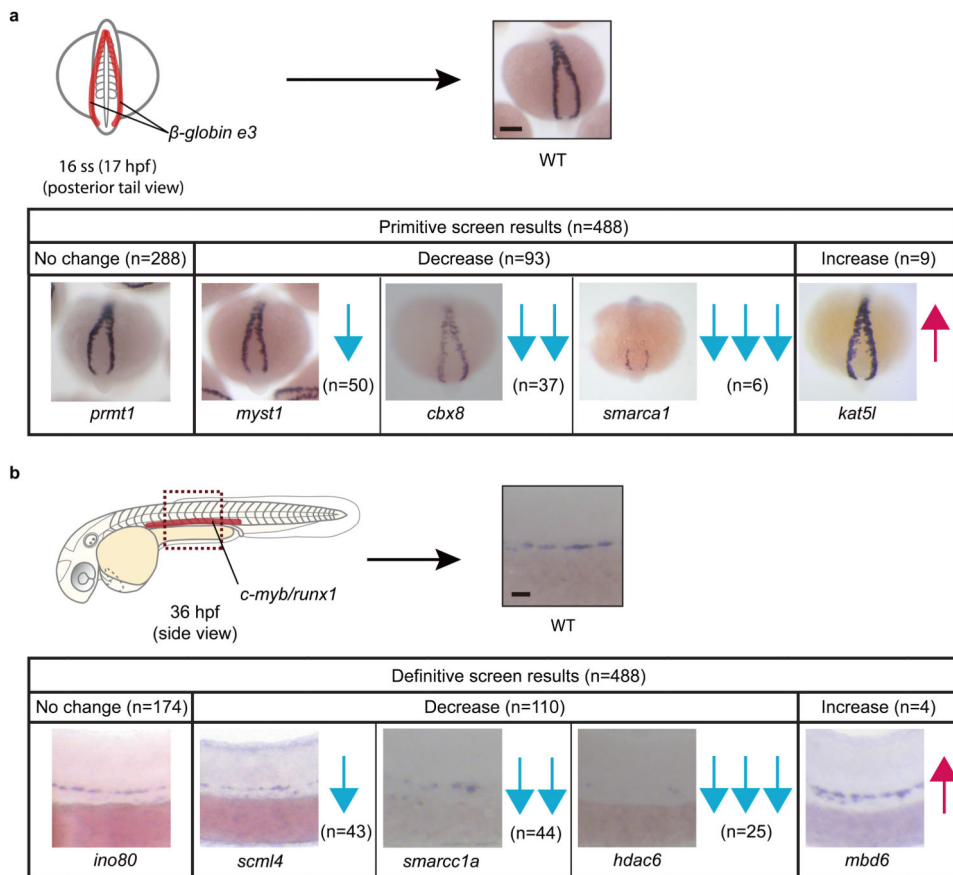 a
β-globin e3
16 ss (17 hpf)
(posterior tail view)
WT
Primitive screen results (n=488)
No change (n=288)
Decrease (n=93)
Increase (n=9)
(n=50)
(n=37)
(n=6)
prmt1
myst1
cbx8
smarca1
kat5l
b
c-myb/runx1
36 hpf
(side view)
WT
Definitive screen results (n=488)
No change (n=174)
Decrease (n=110)
Increase (n=4)
(n=43)
(n=44)
(n=25)
ino80
scml4
smarcc1a
hdac6
mbd6